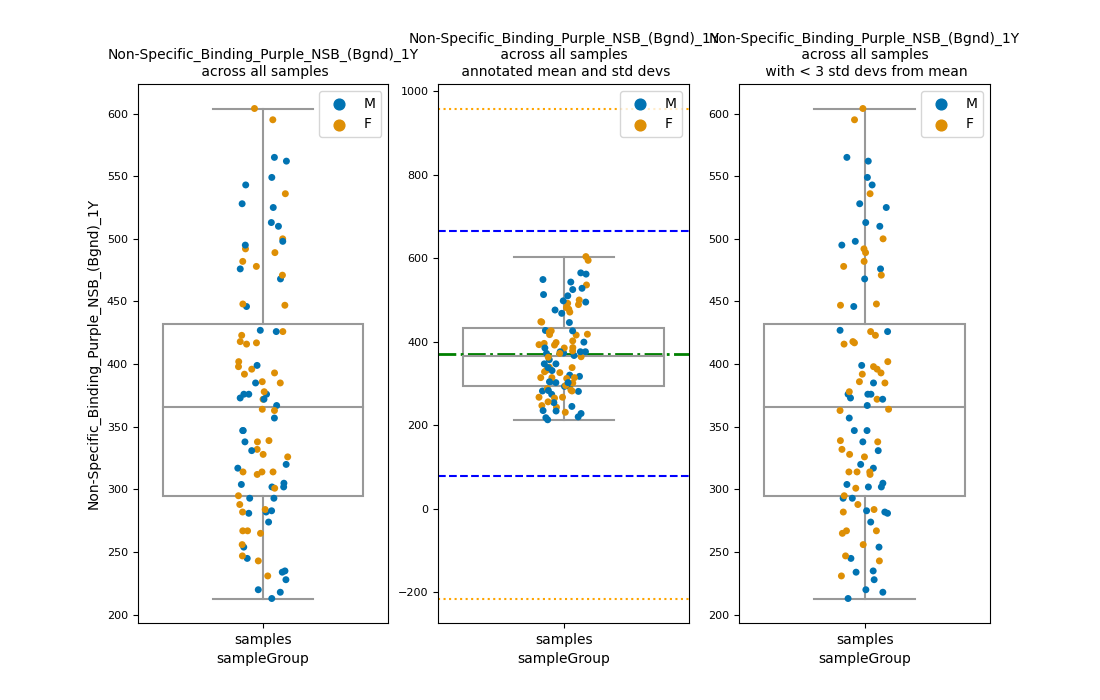 Non-Specific_Binding_Purple_NSB_(Bgnd)_1Y
across all samples
Non-Specific_Binding_Purple_NSB_(Bgnd)_1Y
across all samples
annotated mean and std devs
Non-Specific_Binding_Purple_NSB_(Bgnd)_1Y
across all samples
with < 3 std devs from mean
Non-Specific_Binding_Purple_NSB_(Bgnd)_1Y
600
550
500
450
400
350
300
250
200
M
F
samples
sampleGroup
1000
800
600
400
200
0
−200
M
F
samples
sampleGroup
600
550
500
450
400
350
300
250
200
M
F
samples
sampleGroup